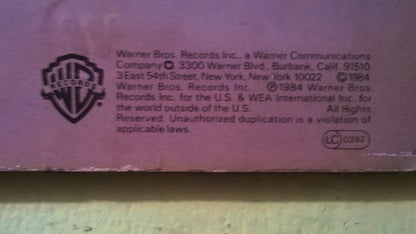 Warner Bros. Records Inc., a Warner Communications
Company 3300 Warner Blvd., Burbank, Calif. 91510.
3 East 54th Street, New York, New York 10022 ©1984
Warner Bros. Records Inc. ℗1984 Warner Bros.
Records Inc. for the U.S. & WEA International Inc. for
the world outside of the U.S. All Rights
Reserved. Unauthorized duplication is a violation of
applicable laws.
WB
RECORDS
LC 0392